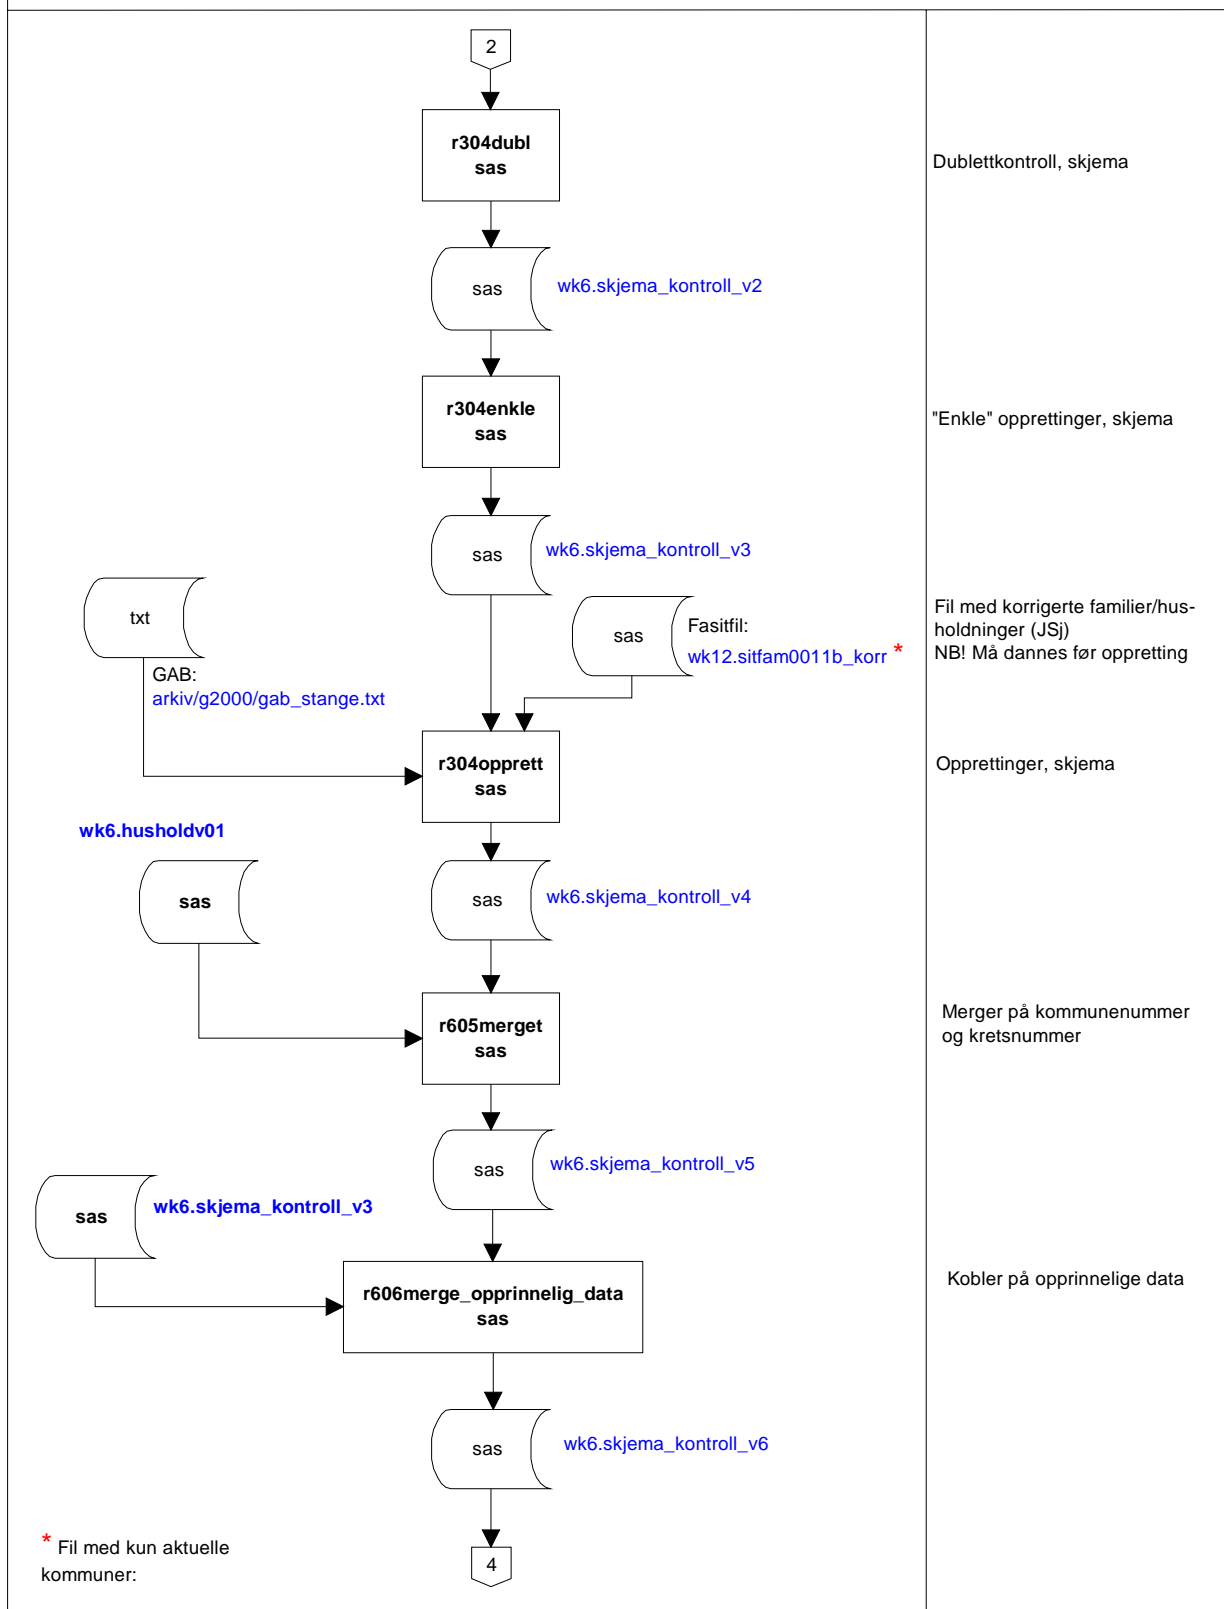 2
r304dubl
sas
Dublettkontroll, skjema
sas
wk6.skjema_kontroll_v2
r304enkle
sas
"Enkle" opprettinger, skjema
sas
wk6.skjema_kontroll_v3
txt
GAB:
arkiv/g2000/gab_stange.txt
sas
Fasitfil:
wk12.sitfam0011b_korr *
Fil med korrigerte familier/hus-
holdninger (JSj)
NB! Må dannes før oppretting
r304opprett
sas
Opprettinger, skjema
wk6.husholdv01
sas
sas
wk6.skjema_kontroll_v4
r605merget
sas
Merger på kommunenummer
og kretsnummer
sas
wk6.skjema_kontroll_v5
sas
wk6.skjema_kontroll_v3
r606merge_opprinnelig_data
sas
Kobler på opprinnelige data
sas
wk6.skjema_kontroll_v6
* Fil med kun aktuelle
kommuner:
4